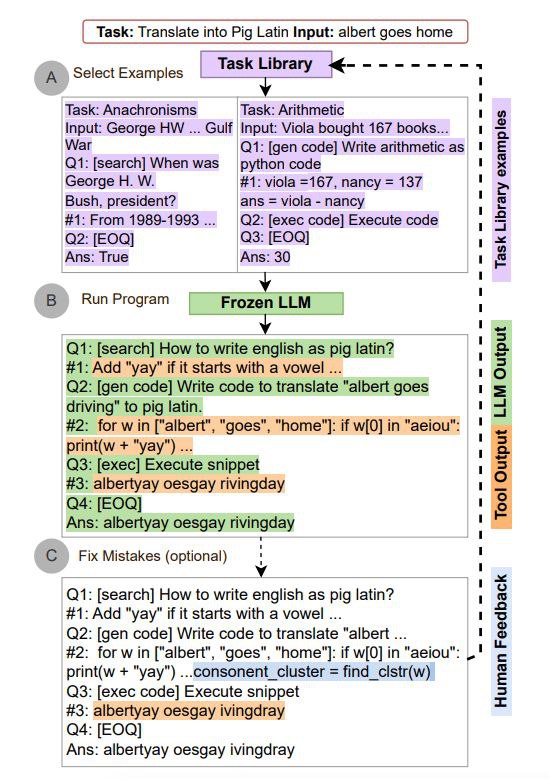 Task: Translate into Pig Latin Input: albert goes home
A
Select Examples
Task Library
Task: Anachronisms
Input: George HW ... Gulf
War
Q1: [search] When was
George H. W.
Bush, president?
#1: From 1989-1993 ...
Q2: [EOQ]
Ans: True
Task: Arithmetic
Input: Viola bought 167 books...
Q1: [gen code] Write arithmetic as
python code
#1: viola =167, nancy = 137
ans = viola - nancy
Q2: [exec code] Execute code
Q3: [EOQ]
Ans: 30
Task Library examples
B
Run Program
Frozen LLM
Q1: [search] How to write english as pig latin?
#1: Add "yay" if it starts with a vowel ...
Q2: [gen code] Write code to translate "albert goes
driving" to pig latin.
#2:  for w in ["albert", "goes", "home"]: if w[0] in "aeiou":
print(w + "yay") ...
Q3: [exec] Execute snippet
#3: albertyay oesgay rivingday
Q4: [EOQ]
Ans: albertyay oesgay rivingday
LLM Output
Tool Output
C
Fix Mistakes (optional)
Q1: [search] How to write english as pig latin?
#1: Add "yay" if it starts with a vowel ...
Q2: [gen code] Write code to translate "albert ...
#2:  for w in ["albert", "goes", "home"]: if w[0] in "aeiou":
print(w + "yay") ...consonent_cluster = find_clstr(w)
Q3: [exec code] Execute snippet
#3: albertyay oesgay ivingdray
Q4: [EOQ]
Ans: albertyay oesgay ivingdray
Human Feedback